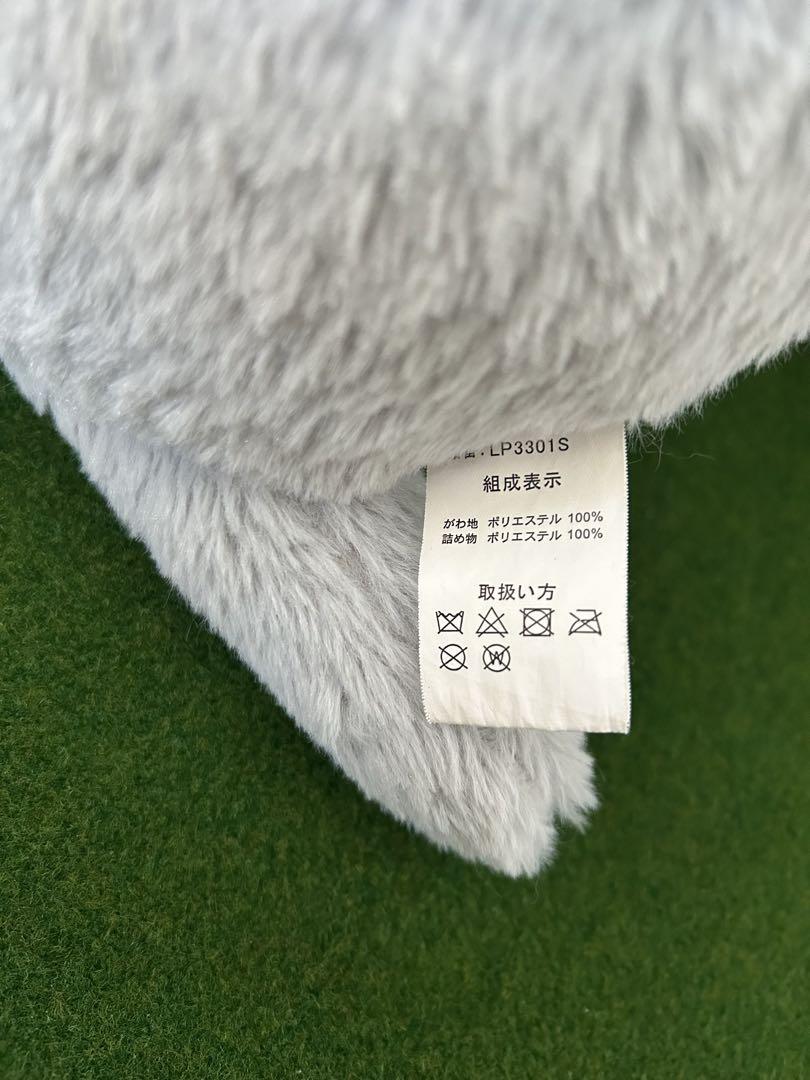 : LP3301S
組成表示
がわ地 ポリエステル 100%
詰め物 ポリエステル 100%
取扱い方
W